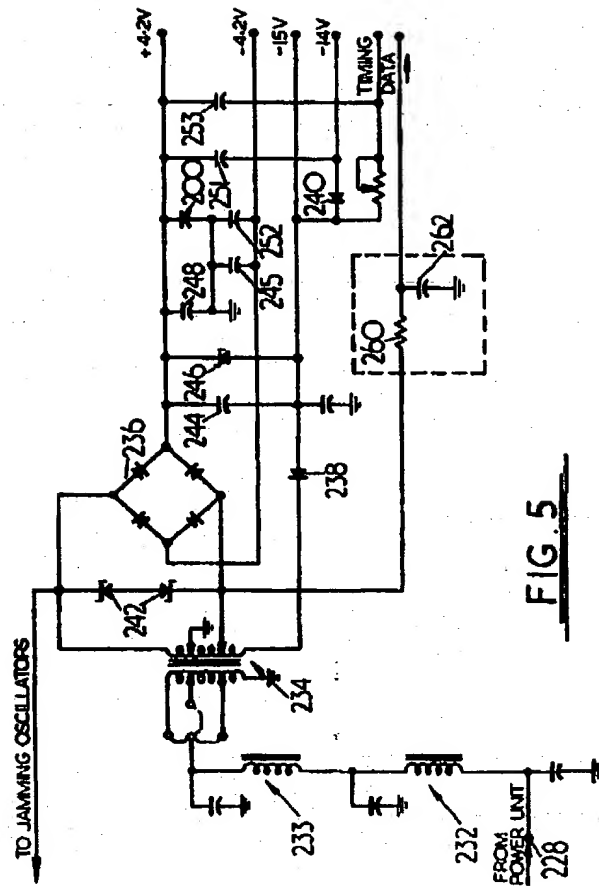 +4.2V
-4.2V
-15V
-14V
TIMING
DATA
253
251
200
252
248
245
240
246
244
262
260
236
238
242
234
TO JAMMING OSCILLATORS
233
232
FROM
POWER UNIT
228
FIG. 5